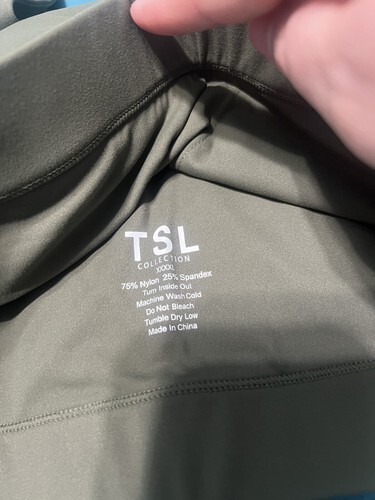 TSL
COLLECTION
XXXXL
75% Nylon 25% Spandex
Turn Inside Out
Machine Wash Cold
Do Not Bleach
Tumble Dry Low
Made In China